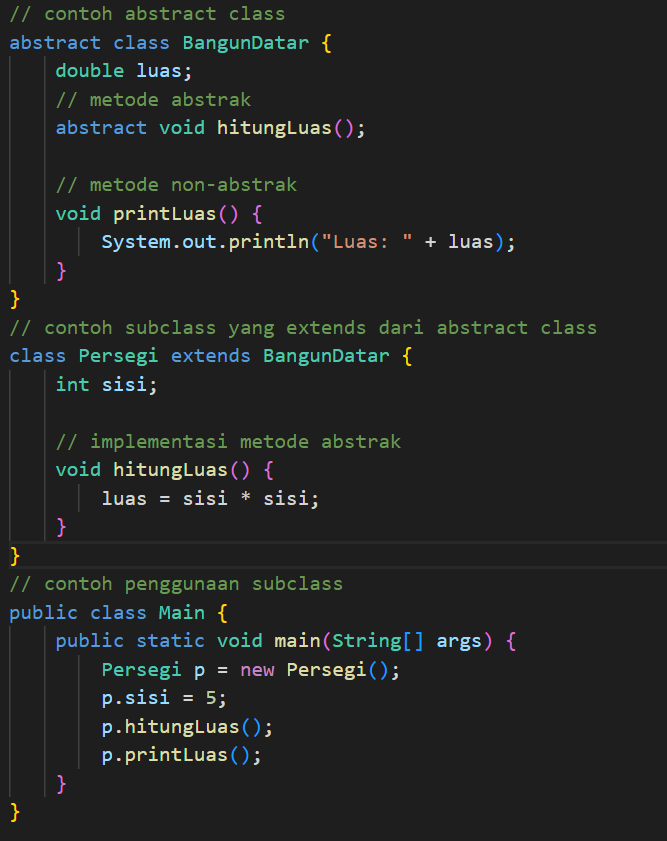 // contoh abstract class
abstract class BangunDatar {
    double luas;
    // metode abstrak
    abstract void hitungLuas();

    // metode non-abstrak
    void printLuas() {
        System.out.println("Luas: " + luas);
    }
}
// contoh subclass yang extends dari abstract class
class Persegi extends BangunDatar {
    int sisi;

    // implementasi metode abstrak
    void hitungLuas() {
        luas = sisi * sisi;
    }
}
// contoh penggunaan subclass
public class Main {
    public static void main(String[] args) {
        Persegi p = new Persegi();
        p.sisi = 5;
        p.hitungLuas();
        p.printLuas();
    }
}